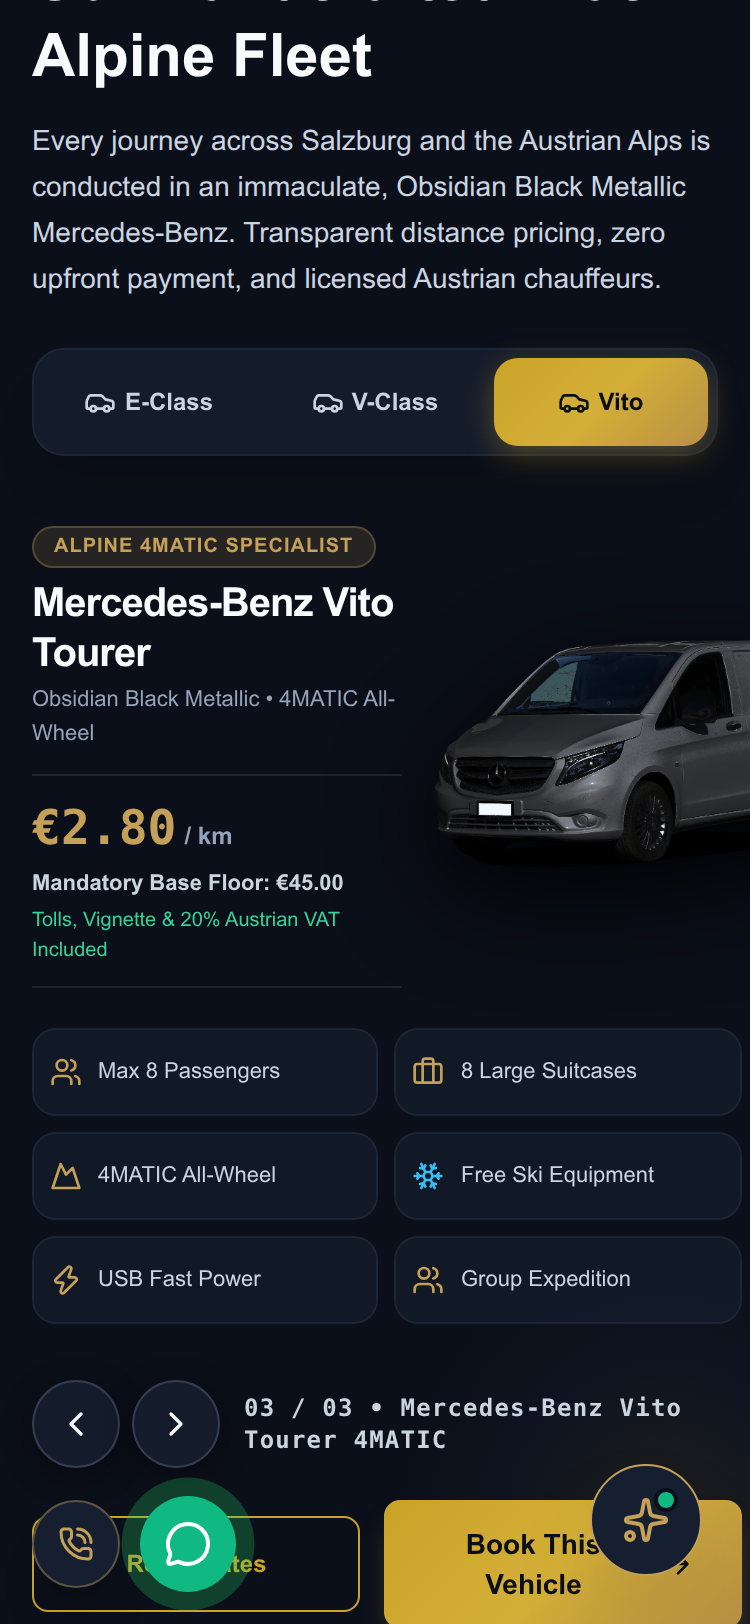 Alpine Fleet
Every journey across Salzburg and the Austrian Alps is
conducted in an immaculate, Obsidian Black Metallic
Mercedes-Benz. Transparent distance pricing, zero
upfront payment, and licensed Austrian chauffeurs.
E-Class
V-Class
Vito
ALPINE 4MATIC SPECIALIST
Mercedes-Benz Vito
Tourer
Obsidian Black Metallic • 4MATIC All-
Wheel
€2.80 / km
Mandatory Base Floor: €45.00
Tolls, Vignette & 20% Austrian VAT
Included
Max 8 Passengers
8 Large Suitcases
4MATIC All-Wheel
Free Ski Equipment
USB Fast Power
Group Expedition
03 / 03 • Mercedes-Benz Vito
Tourer 4MATIC
Book This
Vehicle